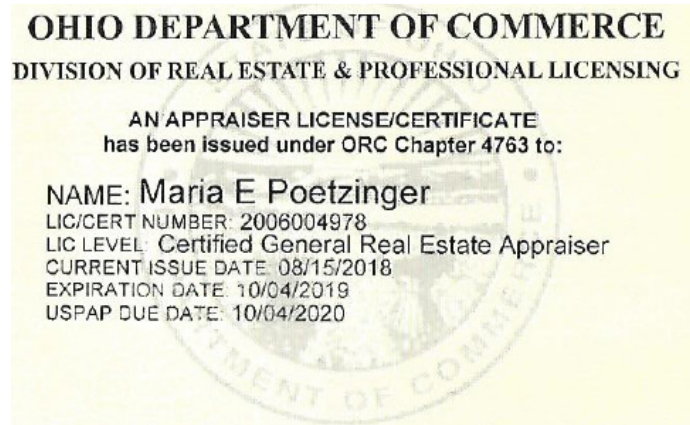 OHIO DEPARTMENT OF COMMERCE
DIVISION OF REAL ESTATE & PROFESSIONAL LICENSING
AN APPRAISER LICENSE/CERTIFICATE
has been issued under ORC Chapter 4763 to:
NAME: Maria E Poetzinger
LIC/CERT NUMBER: 2006004978
LIC LEVEL: Certified General Real Estate Appraiser
CURRENT ISSUE DATE: 08/15/2018
EXPIRATION DATE: 10/04/2019
USPAP DUE DATE: 10/04/2020